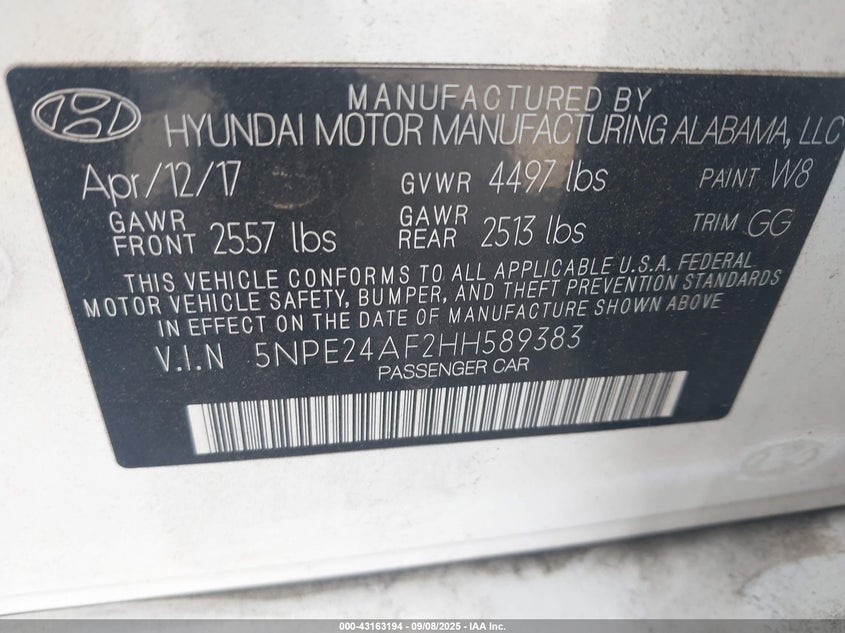 MANUFACTURED BY
HYUNDAI MOTOR MANUFACTURING ALABAMA, LLC
Apr/12/17 GVWR 4497 lbs PAINT W8
GAWR FRONT 2557 lbs GAWR REAR 2513 lbs TRIM GG
THIS VEHICLE CONFORMS TO ALL APPLICABLE U.S.A. FEDERAL
MOTOR VEHICLE SAFETY, BUMPER, AND THEFT PREVENTION STANDARDS
IN EFFECT ON THE DATE OF MANUFACTURE SHOWN ABOVE
V.I.N 5NPE24AF2HH589383
PASSENGER CAR
000-43163194 - 09/08/2025 - IAA Inc.